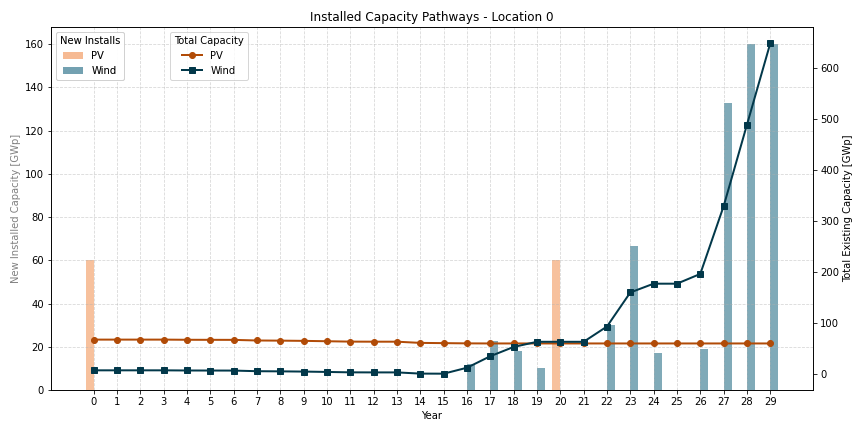 Installed Capacity Pathways - Location 0
New Installs
PV
Wind
Total Capacity
PV
Wind
New Installed Capacity [GWp]
160
140
120
100
80
60
40
20
0
Total Existing Capacity [GWp]
600
500
400
300
200
100
0
0 1 2 3 4 5 6 7 8 9 10 11 12 13 14 15 16 17 18 19 20 21 22 23 24 25 26 27 28 29
Year